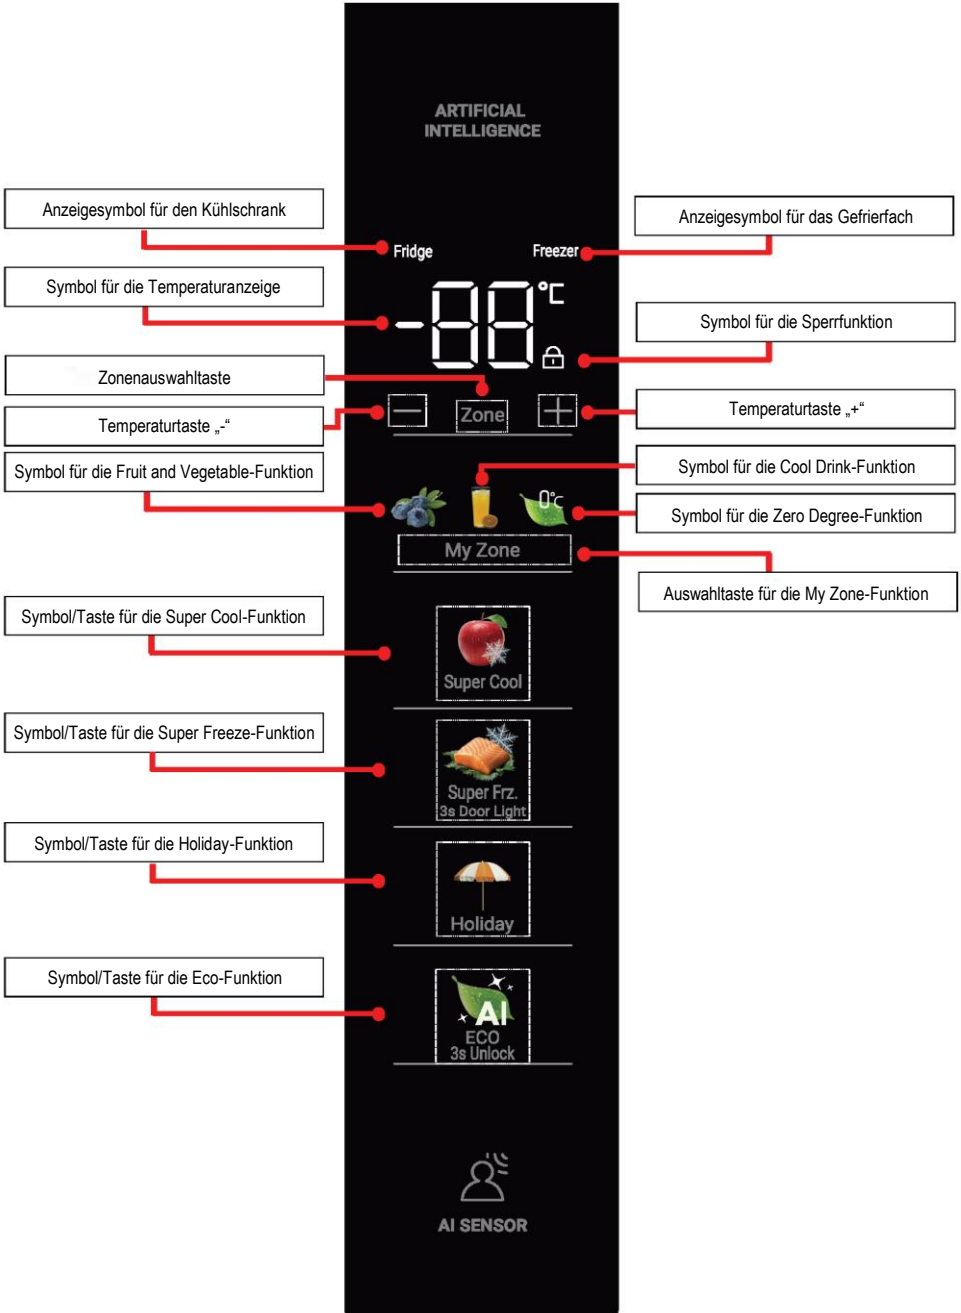 ARTIFICIAL
INTELLIGENCE
Anzeigesymbol für den Kühlschrank
Anzeigesymbol für das Gefrierfach
Fridge
Freezer
Symbol für die Temperaturanzeige
-88 °C
Symbol für die Sperrfunktion
Zonenauswahltaste
Temperaturtaste „-“
Zone
Temperaturtaste „+“
Symbol für die Fruit and Vegetable-Funktion
Symbol für die Cool Drink-Funktion
0°C
Symbol für die Zero Degree-Funktion
My Zone
Auswahltaste für die My Zone-Funktion
Symbol/Taste für die Super Cool-Funktion
Super Cool
Symbol/Taste für die Super Freeze-Funktion
Super Frz.
3s Door Light
Symbol/Taste für die Holiday-Funktion
Holiday
Symbol/Taste für die Eco-Funktion
AI
ECO
3s Unlock
AI SENSOR